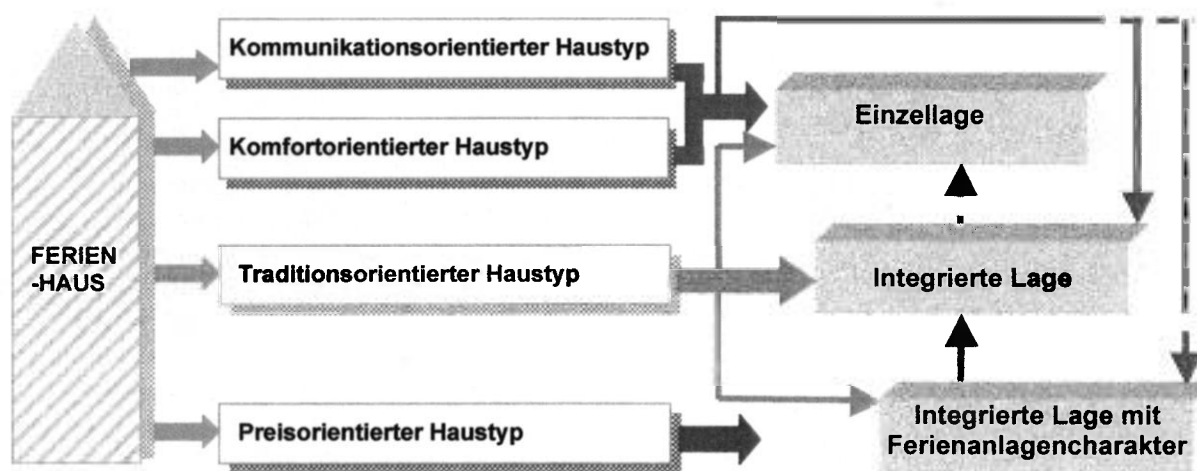 Kommunikationsorientierter Haustyp
Komfortorientierter Haustyp
Einzellage
FERIEN
-HAUS
Traditionsorientierter Haustyp
Integrierte Lage
Preisorientierter Haustyp
Integrierte Lage mit
Ferienanlagencharakter